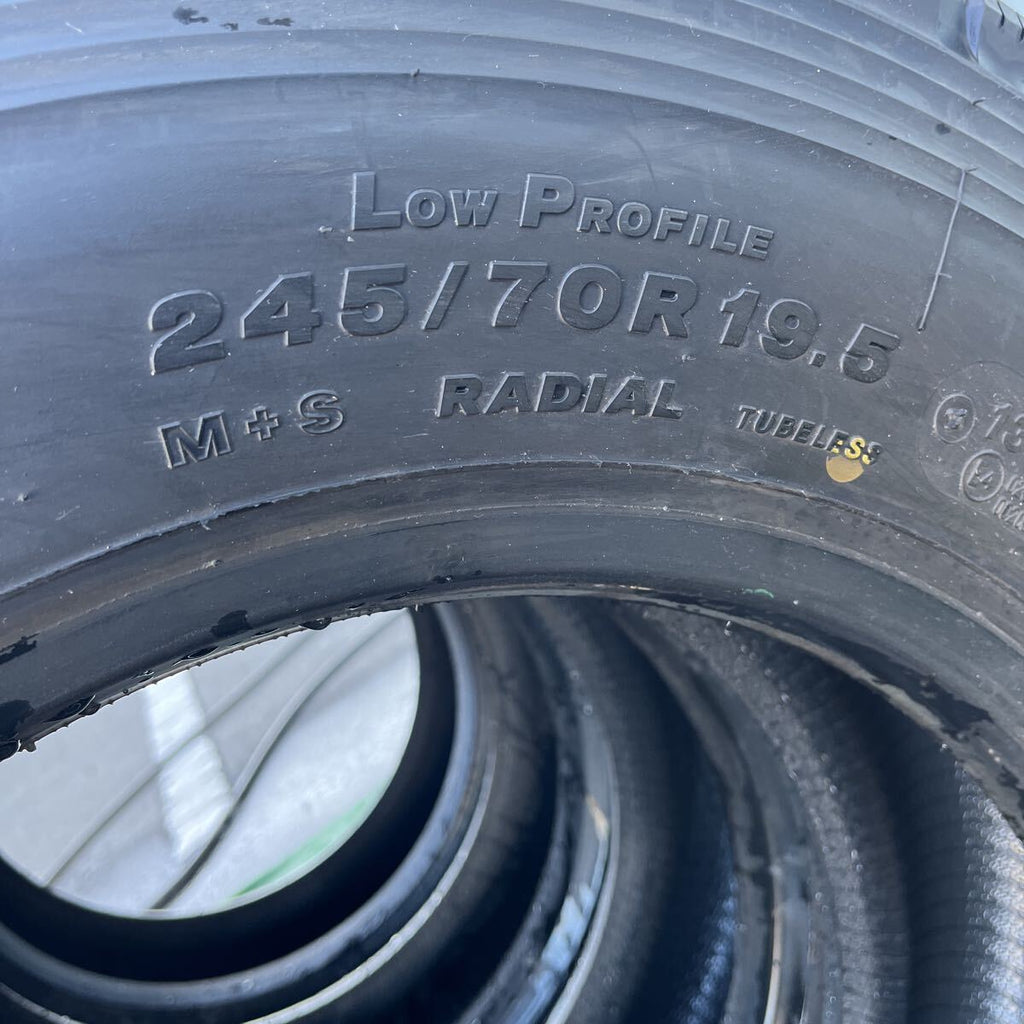 Low Profile
245/70R 19.5
M+S RADIAL TUBELESS